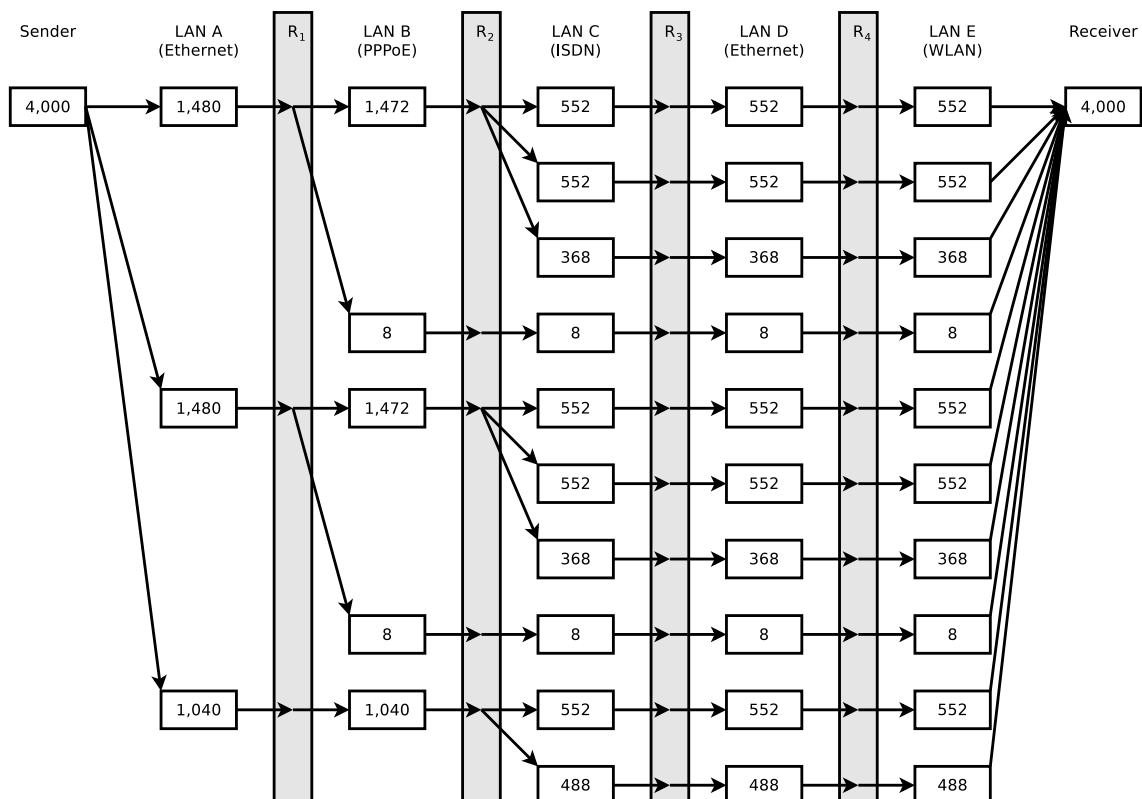 Sender LAN A R₁ LAN B R₂ LAN C R₃ LAN D R₄ LAN E Receiver
(Ethernet) (PPPoE) (ISDN) (Ethernet) (WLAN)
4,000 1,480 1,472 552 552 552 4,000
552 552 552
368 368 368
8 8 8 8
1,480 1,472 552 552 552
552 552 552
368 368 368
8 8 8 8
1,040 1,040 552 552 552
488 488 488